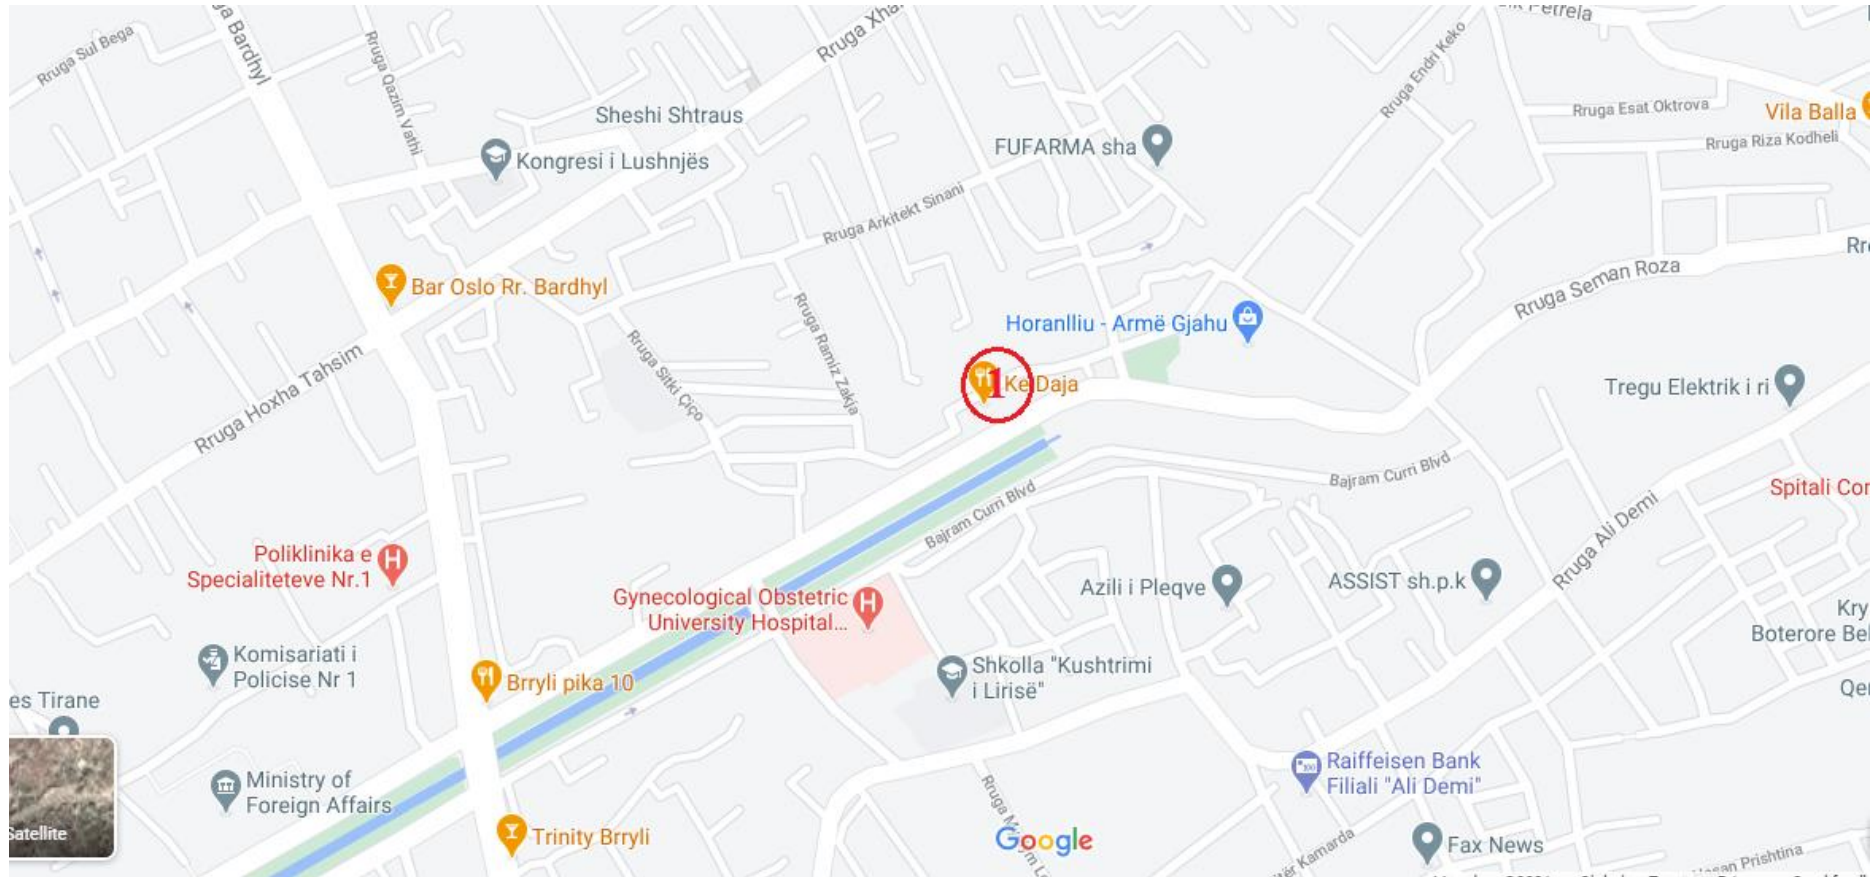 Rruga Sul Bega
Rruga Qazim Vathi
Bardhyl
Rruga
Petrela
Rruga Endri Keko
Rruga Esat Oktrova
Vila Balla
Rruga Riza Kodheli
Sheshi Shtraus
FUFARMA sha
Kongresi i Lushnjës
Rruga Arkitekt Sinani
Rruga Seman Roza
Bar Oslo Rr. Bardhyl
Rruga Ramiz Zakja
Horanlliu - Armë Gjahu
Rruga Hoxha Tahsim
Rruga Sitki Çiço
1
Ke Daja
Tregu Elektrik i ri
Bajram Curri Blvd
Spitali
Bajram Curri Blvd
Rruga Ali Demi
Poliklinika e
Specialiteteve Nr.1
Gynecological Obstetric
University Hospital...
Azili i Pleqve
ASSIST sh.p.k
Boterore
Komisariati i
Policise Nr 1
Brryli pika 10
Shkolla "Kushtrimi
i Lirisë"
es Tirane
Ministry of
Foreign Affairs
Raiffeisen Bank
Filiali "Ali Demi"
Satellite
Trinity Brryli
Rruga
Google
Kamarda
Fax News
Prishtina